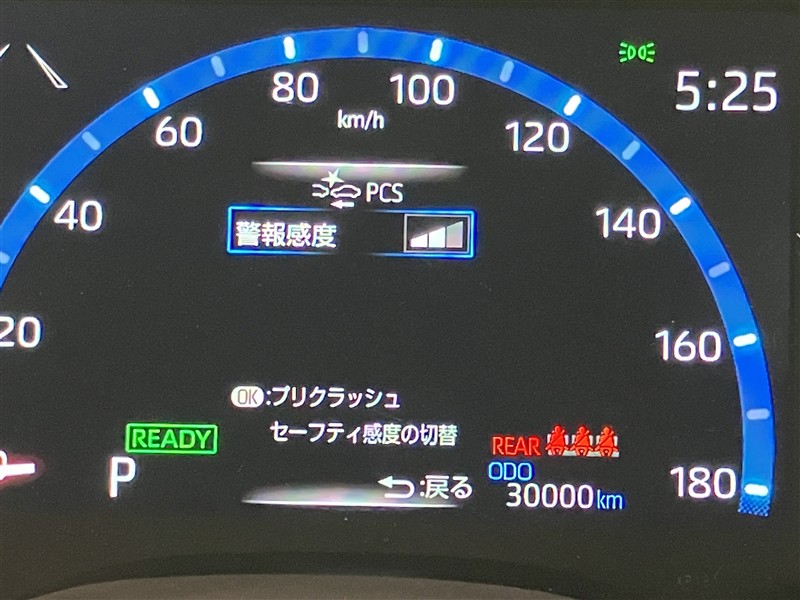 80
100
5:25
60
km/h
120
PCS
40
140
警報感度
20
160
OK:プリクラッシュ
セーフティ感度の切替
READY
REAR
P
ODO
:戻る
180
30000km